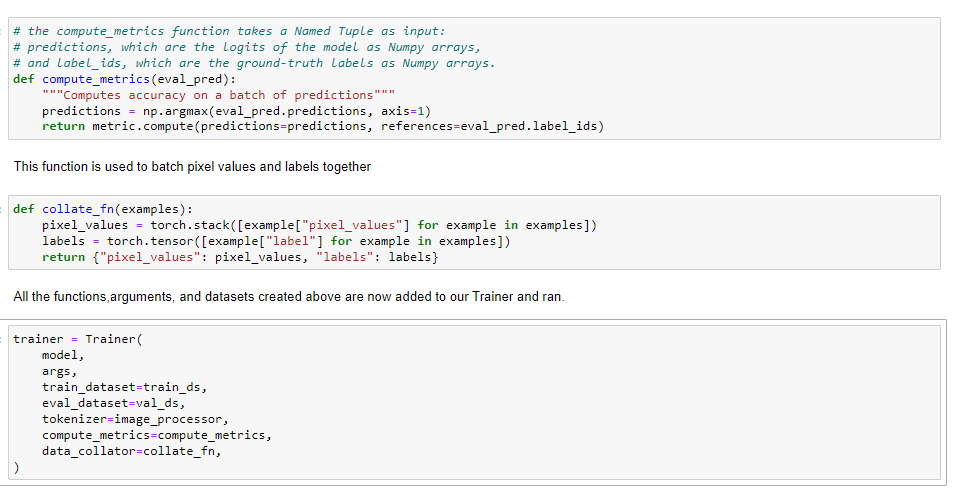 # the compute_metrics function takes a Named Tuple as input:
# predictions, which are the logits of the model as Numpy arrays,
# and label_ids, which are the ground-truth labels as Numpy arrays.
def compute_metrics(eval_pred):
    """Computes accuracy on a batch of predictions"""
    predictions = np.argmax(eval_pred.predictions, axis=1)
    return metric.compute(predictions=predictions, references=eval_pred.label_ids)
This function is used to batch pixel values and labels together
def collate_fn(examples):
    pixel_values = torch.stack([example["pixel_values"] for example in examples])
    labels = torch.tensor([example["label"] for example in examples])
    return {"pixel_values": pixel_values, "labels": labels}
All the functions,arguments, and datasets created above are now added to our Trainer and ran.
trainer = Trainer(
    model,
    args,
    train_dataset=train_ds,
    eval_dataset=val_ds,
    tokenizer=image_processor,
    compute_metrics=compute_metrics,
    data_collator=collate_fn,
)